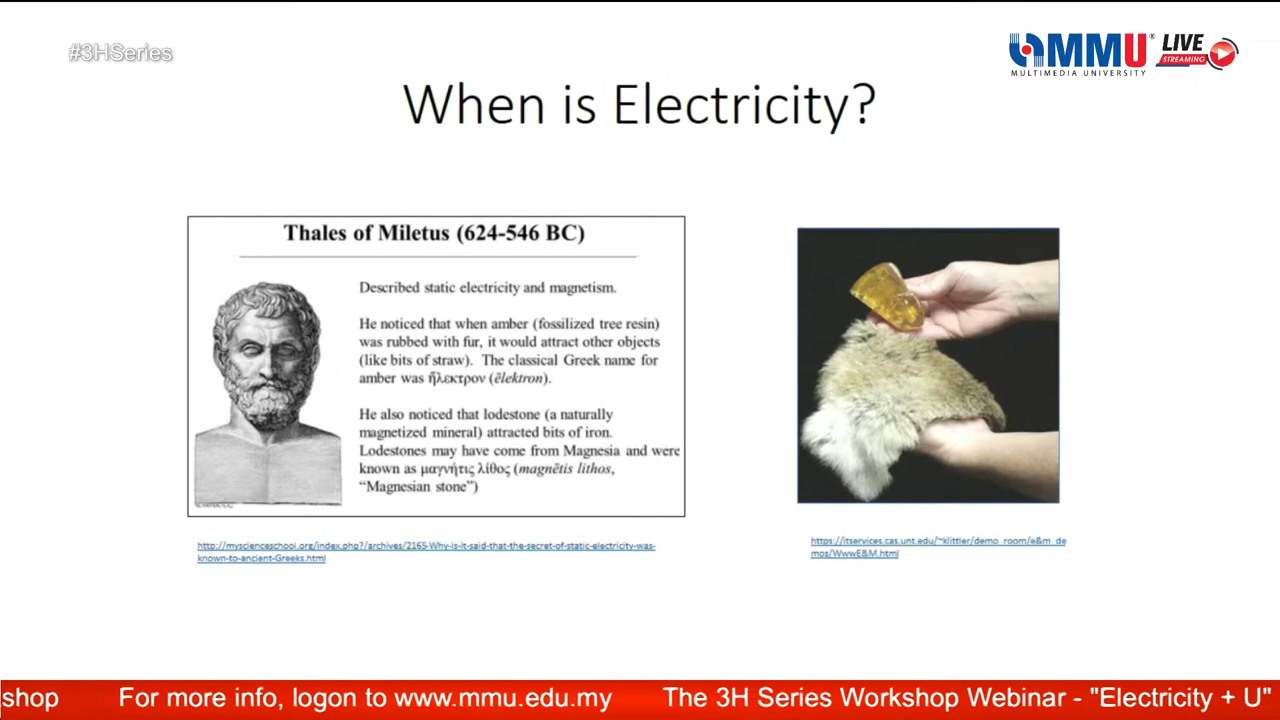 #3HSeries
MMU® LIVE
STREAMING
MULTIMEDIA UNIVERSITY
When is Electricity?
Thales of Miletus (624-546 BC)
Described static electricity and magnetism.
He noticed that when amber (fossilized tree resin)
was rubbed with fur, it would attract other objects
(like bits of straw). The classical Greek name for
amber was ἤλεκτρον (ēlektron).
He also noticed that lodestone (a naturally
magnetized mineral) attracted bits of iron.
Lodestones may have come from Magnesia and were
known as μαγνήτις λίθος (magnētis lithos,
“Magnesian stone”)
http://myscienceschool.org/index.php?/archives/2165-Why-is-it-said-that-the-secret-of-static-electricity-was-
known-to-ancient-Greeks.html
https://itservices.cas.unt.edu/~klittler/demo_room/e&m_de
mos/WwwE&M.html
shop For more info, logon to www.mmu.edu.my The 3H Series Workshop Webinar - "Electricity + U"